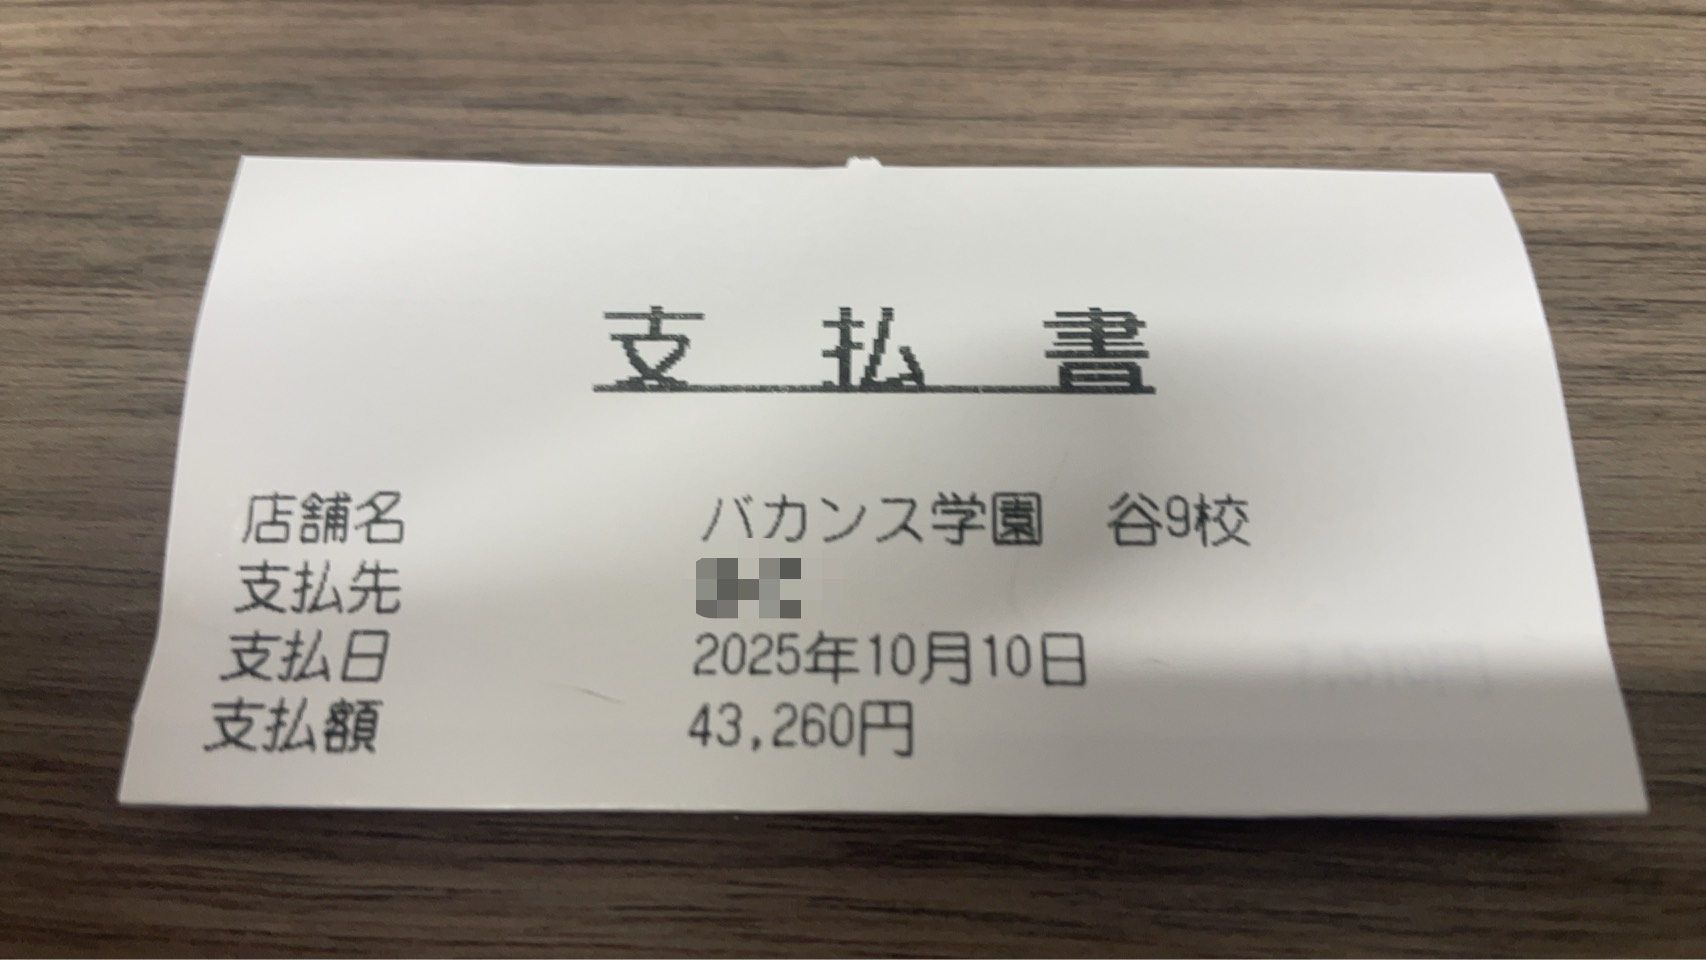 支払書
店舗名 バカンス学園 谷9校
支払先
支払日 2025年10月10日
支払額 43,260円